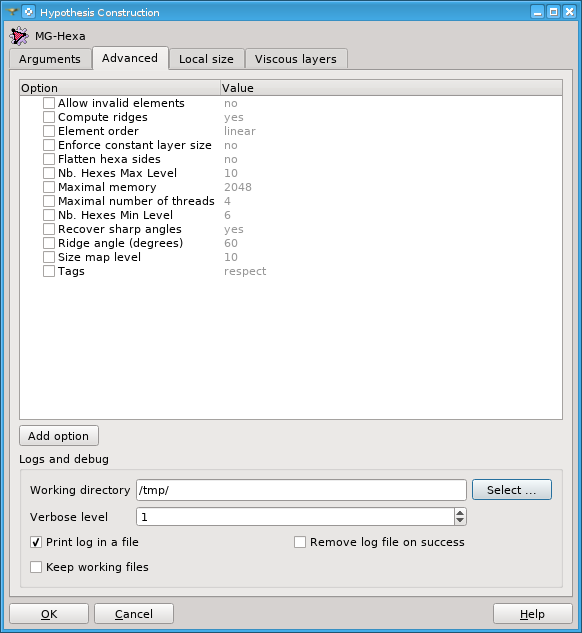 Hypothesis Construction
MG-Hexa
Arguments Advanced Local size Viscous layers
Option Value
Allow invalid elements no
Compute ridges yes
Element order linear
Enforce constant layer size no
Flatten hexa sides no
Nb. Hexes Max Level 10
Maximal memory 2048
Maximal number of threads 4
Nb. Hexes Min Level 6
Recover sharp angles yes
Ridge angle (degrees) 60
Size map level 10
Tags respect
Add option
Logs and debug
Working directory /tmp/ Select ...
Verbose level 1
Print log in a file Remove log file on success
Keep working files
OK Cancel Help